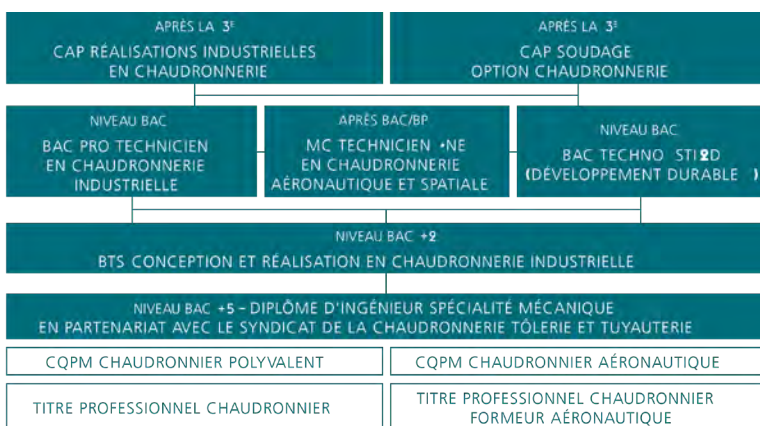 APRÈS LA 3E
CAP RÉALISATIONS INDUSTRIELLES
EN CHAUDRONNERIE
APRÈS LA 3E
CAP SOUDAGE
OPTION CHAUDRONNERIE
NIVEAU BAC
BAC PRO TECHNICIEN
EN CHAUDRONNERIE
INDUSTRIELLE
APRÈS BAC/BP
MC TECHNICIEN •NE
EN CHAUDRONNERIE
AÉRONAUTIQUE ET SPATIALE
NIVEAU BAC
BAC TECHNO STI2D
(DÉVELOPPEMENT DURABLE )
NIVEAU BAC +2
BTS CONCEPTION ET RÉALISATION EN CHAUDRONNERIE INDUSTRIELLE
NIVEAU BAC +5 – DIPLÔME D'INGÉNIEUR SPÉCIALITÉ MÉCANIQUE
EN PARTENARIAT AVEC LE SYNDICAT DE LA CHAUDRONNERIE TÔLERIE ET TUYAUTERIE
CQPM CHAUDRONNIER POLYVALENT
CQPM CHAUDRONNIER AÉRONAUTIQUE
TITRE PROFESSIONNEL CHAUDRONNIER
TITRE PROFESSIONNEL CHAUDRONNIER
FORMEUR AÉRONAUTIQUE